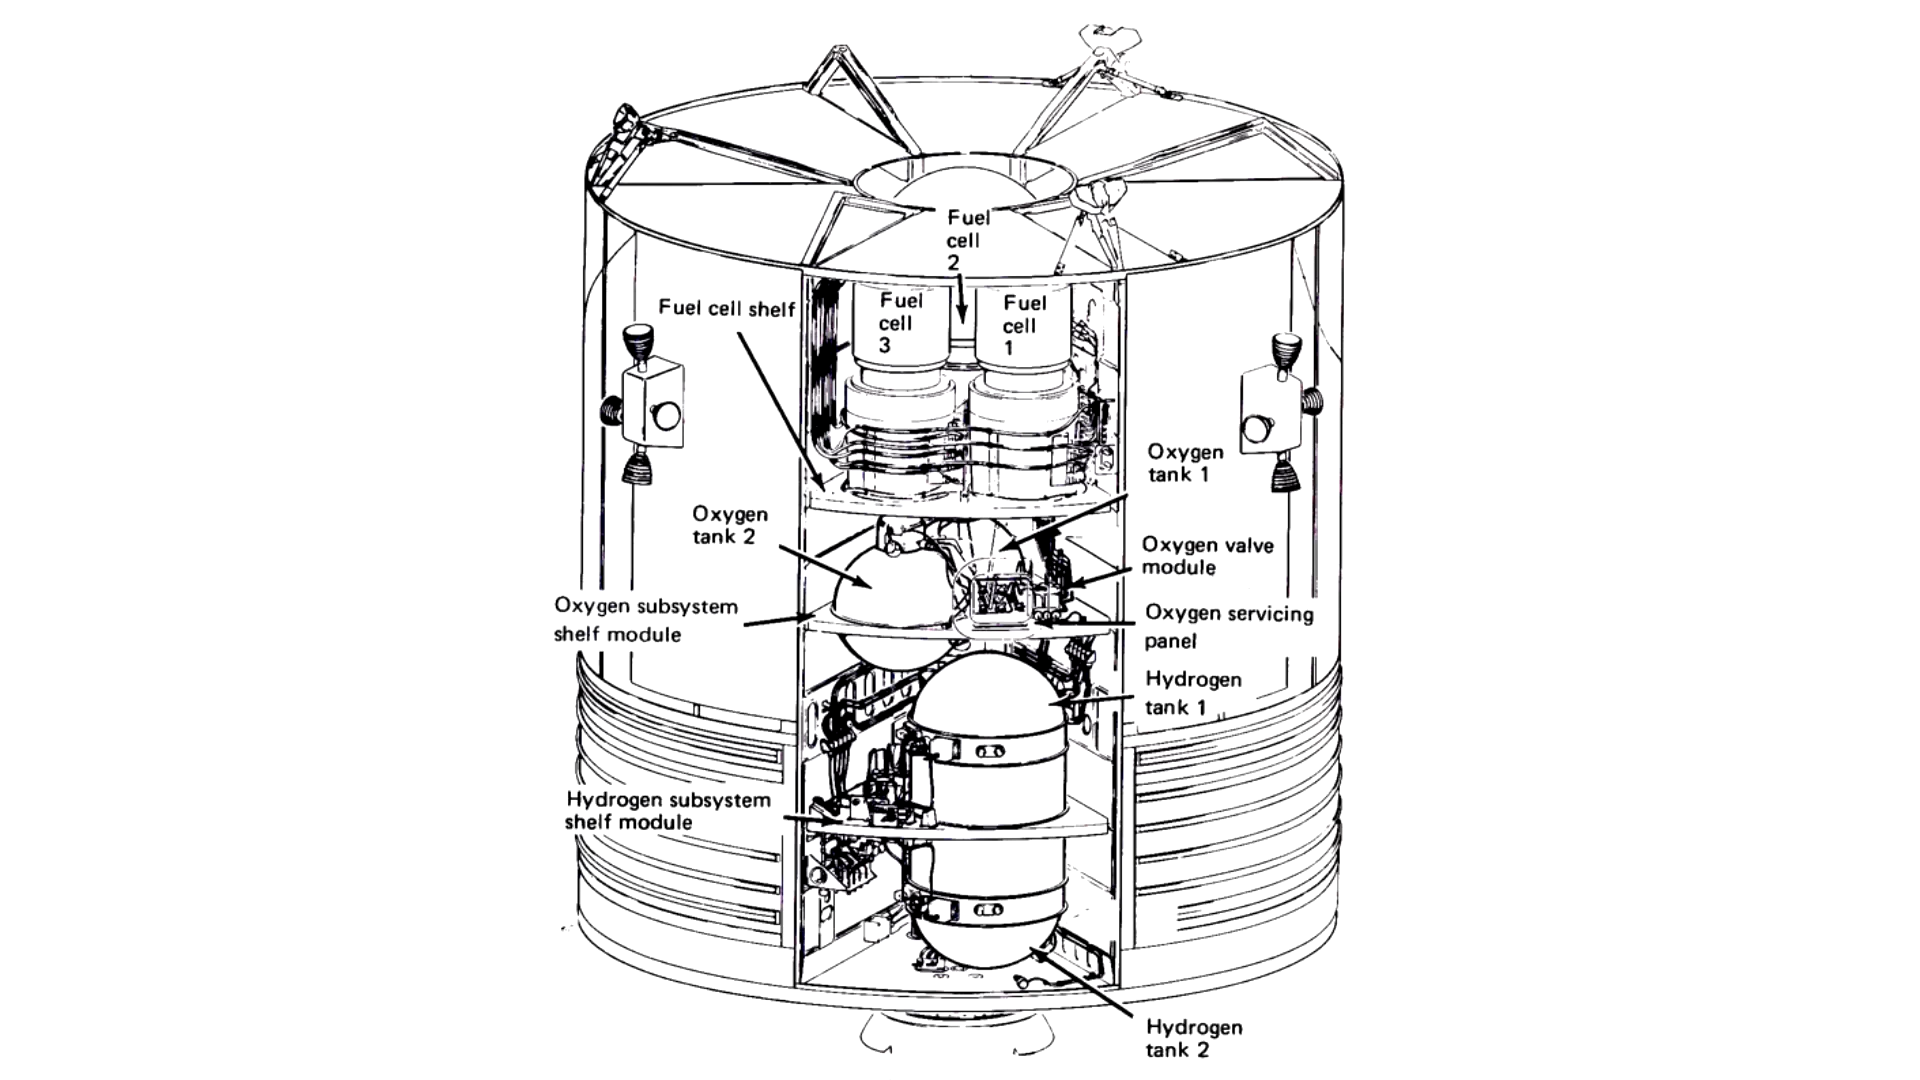 Fuel
cell
2
Fuel cell shelf
Fuel
cell
3
Fuel
cell
1
Oxygen
tank 1
Oxygen
tank 2
Oxygen valve
module
Oxygen subsystem
shelf module
Oxygen servicing
panel
Hydrogen
tank 1
Hydrogen subsystem
shelf module
Hydrogen
tank 2